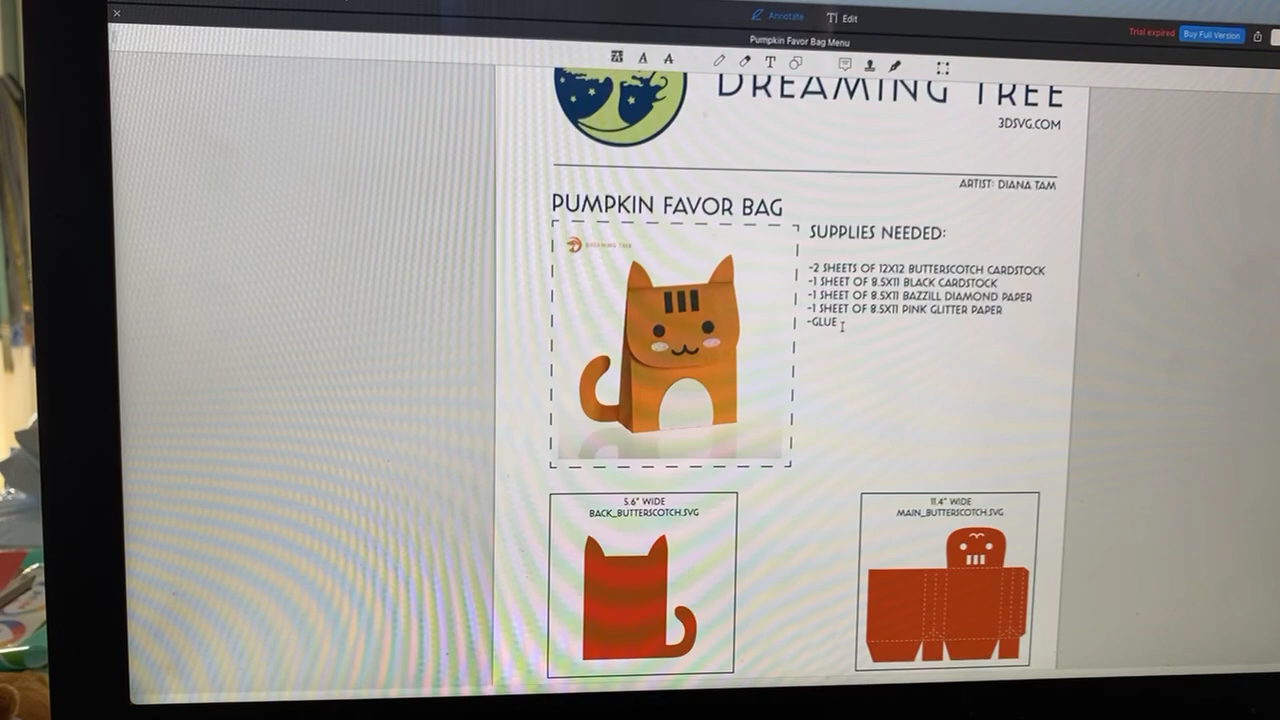 Annotate
Edit
Trial expired
Buy Full Version
Pumpkin Favor Bag Menu
DREAMING TREE
3DSVG.COM
ARTIST: DIANA TAM
PUMPKIN FAVOR BAG
DREAMING TREE
SUPPLIES NEEDED:
-2 SHEETS OF 12X12 BUTTERSCOTCH CARDSTOCK
-1 SHEET OF 8.5X11 BLACK CARDSTOCK
-1 SHEET OF 8.5X11 BAZZILL DIAMOND PAPER
-1 SHEET OF 8.5X11 PINK GLITTER PAPER
-GLUE
5.6" WIDE
BACK_BUTTERSCOTCH.SVG
11.4" WIDE
MAIN_BUTTERSCOTCH.SVG